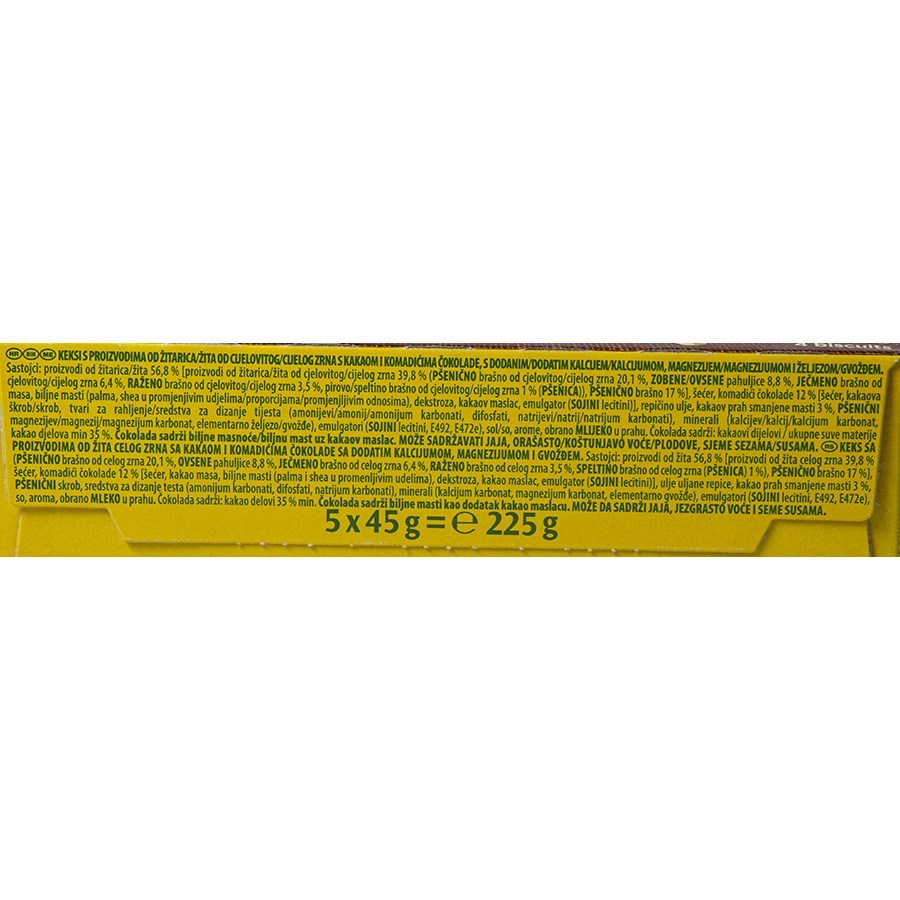 4 biscuits
HR BIH ME KEKSI S PROIZVODIMA OD ŽITARICA/ŽITA OD CJELOVITOG/CIJELOG ZRNA S KAKAOM I KOMADIĆIMA ČOKOLADE, S DODANIM/DODATIM KALCIJEM/KALCIJUMOM, MAGNEZIJEM/MAGNEZIJUMOM I ŽELJEZOM/GVOŽĐEM.
Sastojci: proizvodi od žitarica/žita 56,8 % [proizvodi od žitarica/žita od cjelovitog/cijelog zrna 39,8 % (PŠENIČNO brašno od cjelovitog/cijelog zrna 20,1 %, ZOBENE/OVSENE pahuljice 8,8 %, JEČMENO brašno od
cjelovitog/cijelog zrna 6,4 %, RAŽENO brašno od cjelovitog/cijelog zrna 3,5 %, pirovo/speltino brašno od cjelovitog/cijelog zrna 1 % (PŠENICA)), PŠENIČNO brašno 17 %], šećer, komadići čokolade 12 % [šećer, kakaova
masa, biljne masti (palma, shea u promjenjivim udjelima/proporcijama/promjenjljivim odnosima), dekstroza, kakaov maslac, emulgator (SOJINI lecitini)], repičino ulje, kakaov prah smanjene masti 3 %, PŠENIČNI
škrob/skrob, tvari za rahljenje/sredstva za dizanje tijesta (amonijevi/amonij/amonijum karbonati, difosfati, natrijevi/natrij/natrijum karbonati), minerali (kalcijev/kalcij/kalcijum karbonat,
magnezijev/magnezij/magnezijum karbonat, elementarno željezo/gvožđe), emulgatori (SOJINI lecitini, E492, E472e), sol/so, arome, obrano MLIJEKO u prahu. Čokolada sadrži: kakaovi dijelovi / ukupne suve materije
kakao djelova min 35 %. Čokolada sadrži biljne masnoće/biljnu mast uz kakaov maslac. MOŽE SADRŽAVATI JAJA, ORAŠASTO/KOŠTUNJAVO VOĆE/PLODOVE, SJEME SEZAMA/SUSAMA. RS KEKS SA
PROIZVODIMA OD ŽITA CELOG ZRNA SA KAKAOM I KOMADIĆIMA ČOKOLADE SA DODATIM KALCIJUMOM, MAGNEZIJUMOM I GVOŽĐEM. Sastojci: proizvodi od žita 56,8 % [proizvodi od žita celog zrna 39,8 %
(PŠENIČNO brašno od celog zrna 20,1 %, OVSENE pahuljice 8,8 %, JEČMENO brašno od celog zrna 6,4 %, RAŽENO brašno od celog zrna 3,5 %, SPELTINO brašno od celog zrna (PŠENICA) 1 %), PŠENIČNO brašno 17 %],
šećer, komadići čokolade 12 % [šećer, kakao masa, biljne masti (palma i shea u promenljivim udelima), dekstroza, kakao maslac, emulgator (SOJINI lecitini)], ulje uljane repice, kakao prah smanjene masti 3 %,
PŠENIČNI skrob, sredstva za dizanje testa (amonijum karbonati, difosfati, natrijum karbonati), minerali (kalcijum karbonat, magnezijum karbonat, elementarno gvožđe), emulgatori (SOJINI lecitini, E492, E472e),
so, aroma, obrano MLEKO u prahu. Čokolada sadrži: kakao delovi 35 % min. Čokolada sadrži biljne masti kao dodatak kakao maslacu. MOŽE DA SADRŽI JAJA, JEZGRASTO VOĆE I SEME SUSAMA.
5 x 45 g = ℮ 225 g